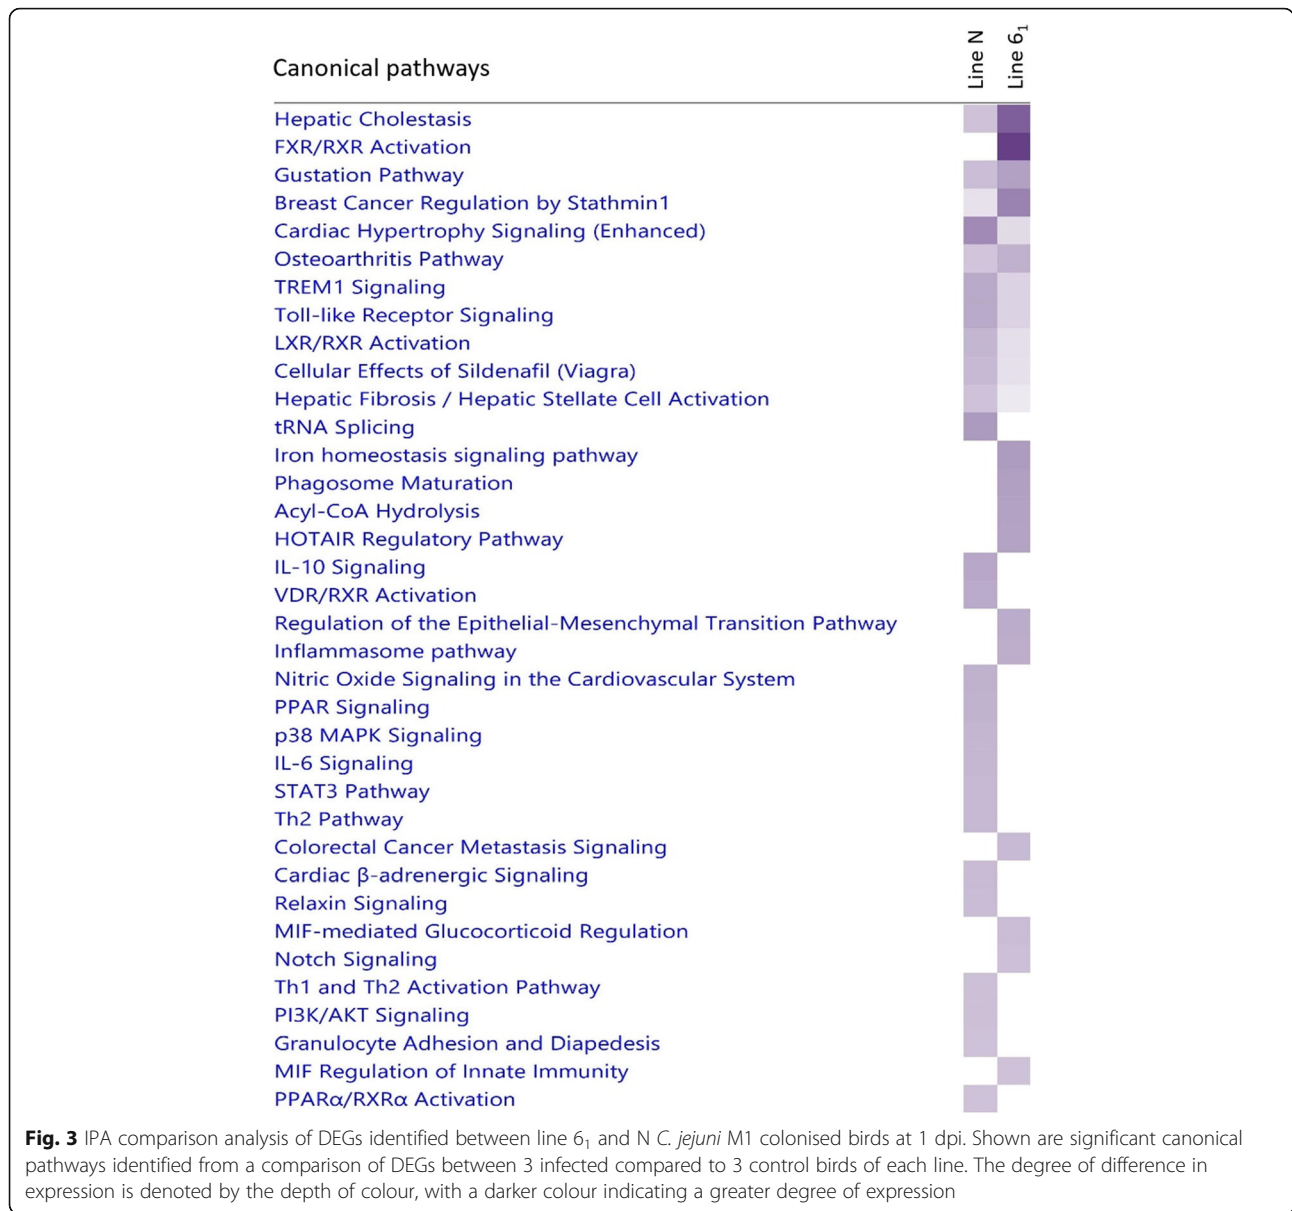 Canonical pathways
Line N
Line 6₁
Hepatic Cholestasis
FXR/RXR Activation
Gustation Pathway
Breast Cancer Regulation by Stathmin1
Cardiac Hypertrophy Signaling (Enhanced)
Osteoarthritis Pathway
TREM1 Signaling
Toll-like Receptor Signaling
LXR/RXR Activation
Cellular Effects of Sildenafil (Viagra)
Hepatic Fibrosis / Hepatic Stellate Cell Activation
tRNA Splicing
Iron homeostasis signaling pathway
Phagosome Maturation
Acyl-CoA Hydrolysis
HOTAIR Regulatory Pathway
IL-10 Signaling
VDR/RXR Activation
Regulation of the Epithelial-Mesenchymal Transition Pathway
Inflammasome pathway
Nitric Oxide Signaling in the Cardiovascular System
PPAR Signaling
p38 MAPK Signaling
IL-6 Signaling
STAT3 Pathway
Th2 Pathway
Colorectal Cancer Metastasis Signaling
Cardiac β-adrenergic Signaling
Relaxin Signaling
MIF-mediated Glucocorticoid Regulation
Notch Signaling
Th1 and Th2 Activation Pathway
PI3K/AKT Signaling
Granulocyte Adhesion and Diapedesis
MIF Regulation of Innate Immunity
PPARα/RXRα Activation
Fig. 3 IPA comparison analysis of DEGs identified between line 6₁ and N C. jejuni M1 colonised birds at 1 dpi. Shown are significant canonical
pathways identified from a comparison of DEGs between 3 infected compared to 3 control birds of each line. The degree of difference in
expression is denoted by the depth of colour, with a darker colour indicating a greater degree of expression